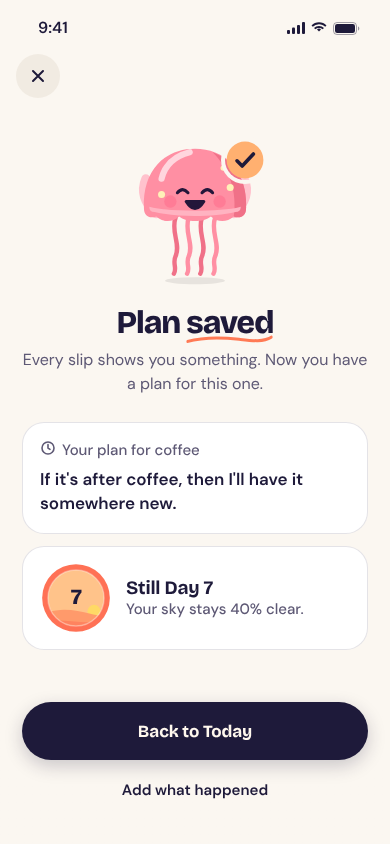 9:41
Plan saved
Every slip shows you something. Now you have
a plan for this one.
Your plan for coffee
If it's after coffee, then I'll have it
somewhere new.
7
Still Day 7
Your sky stays 40% clear.
Back to Today
Add what happened